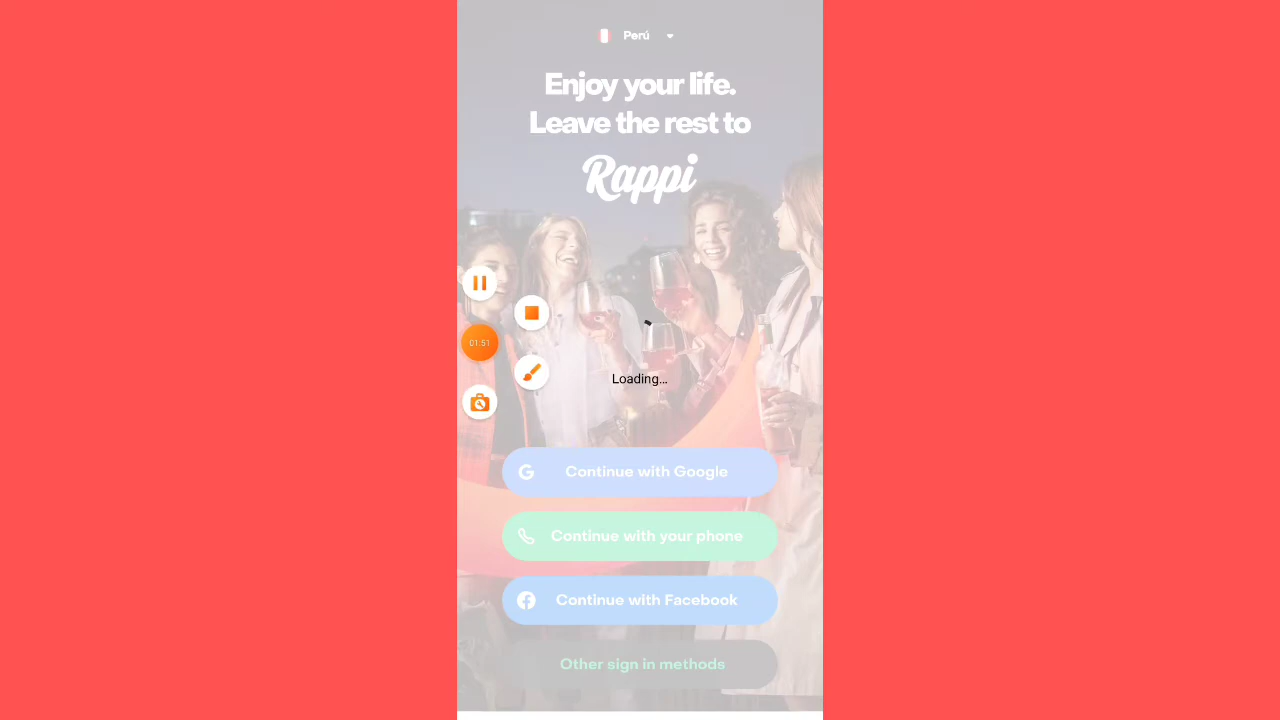 Perú
Enjoy your life.
Leave the rest to
Rappi
01:51
Loading...
Continue with Google
Continue with your phone
Continue with Facebook
Other sign in methods